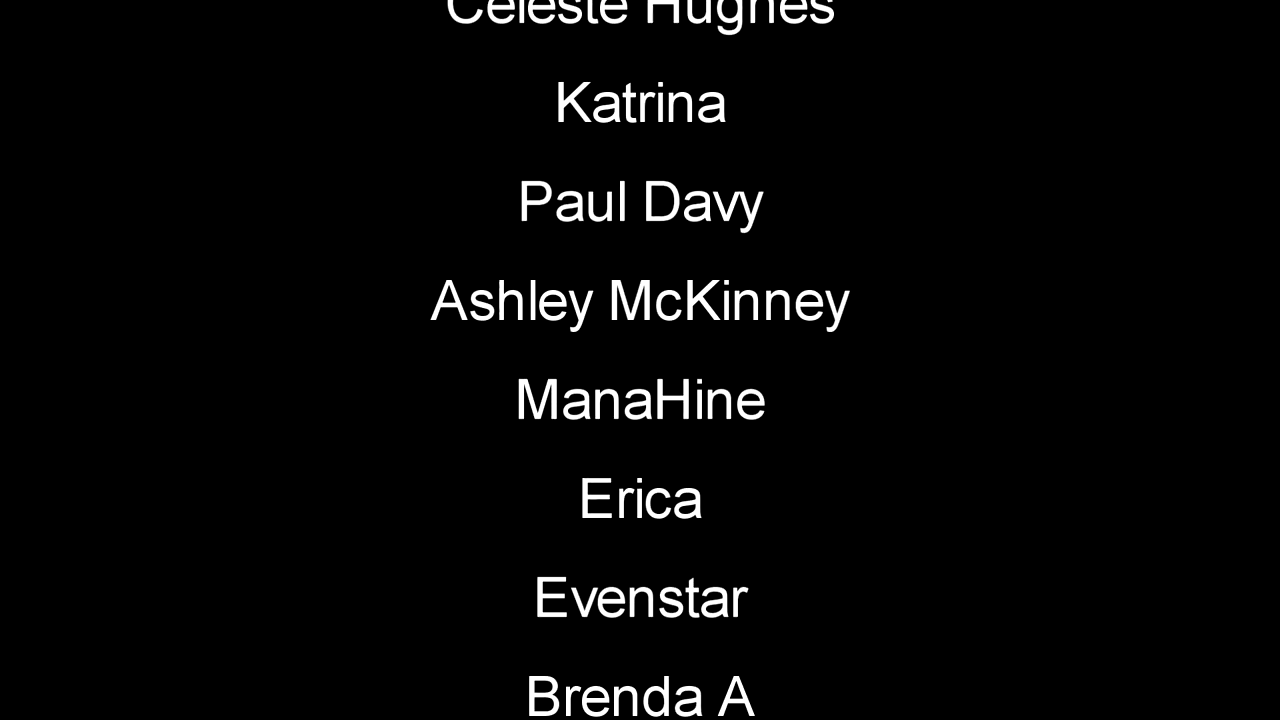 Celeste Hughes
Katrina
Paul Davy
Ashley McKinney
ManaHine
Erica
Evenstar
Brenda A